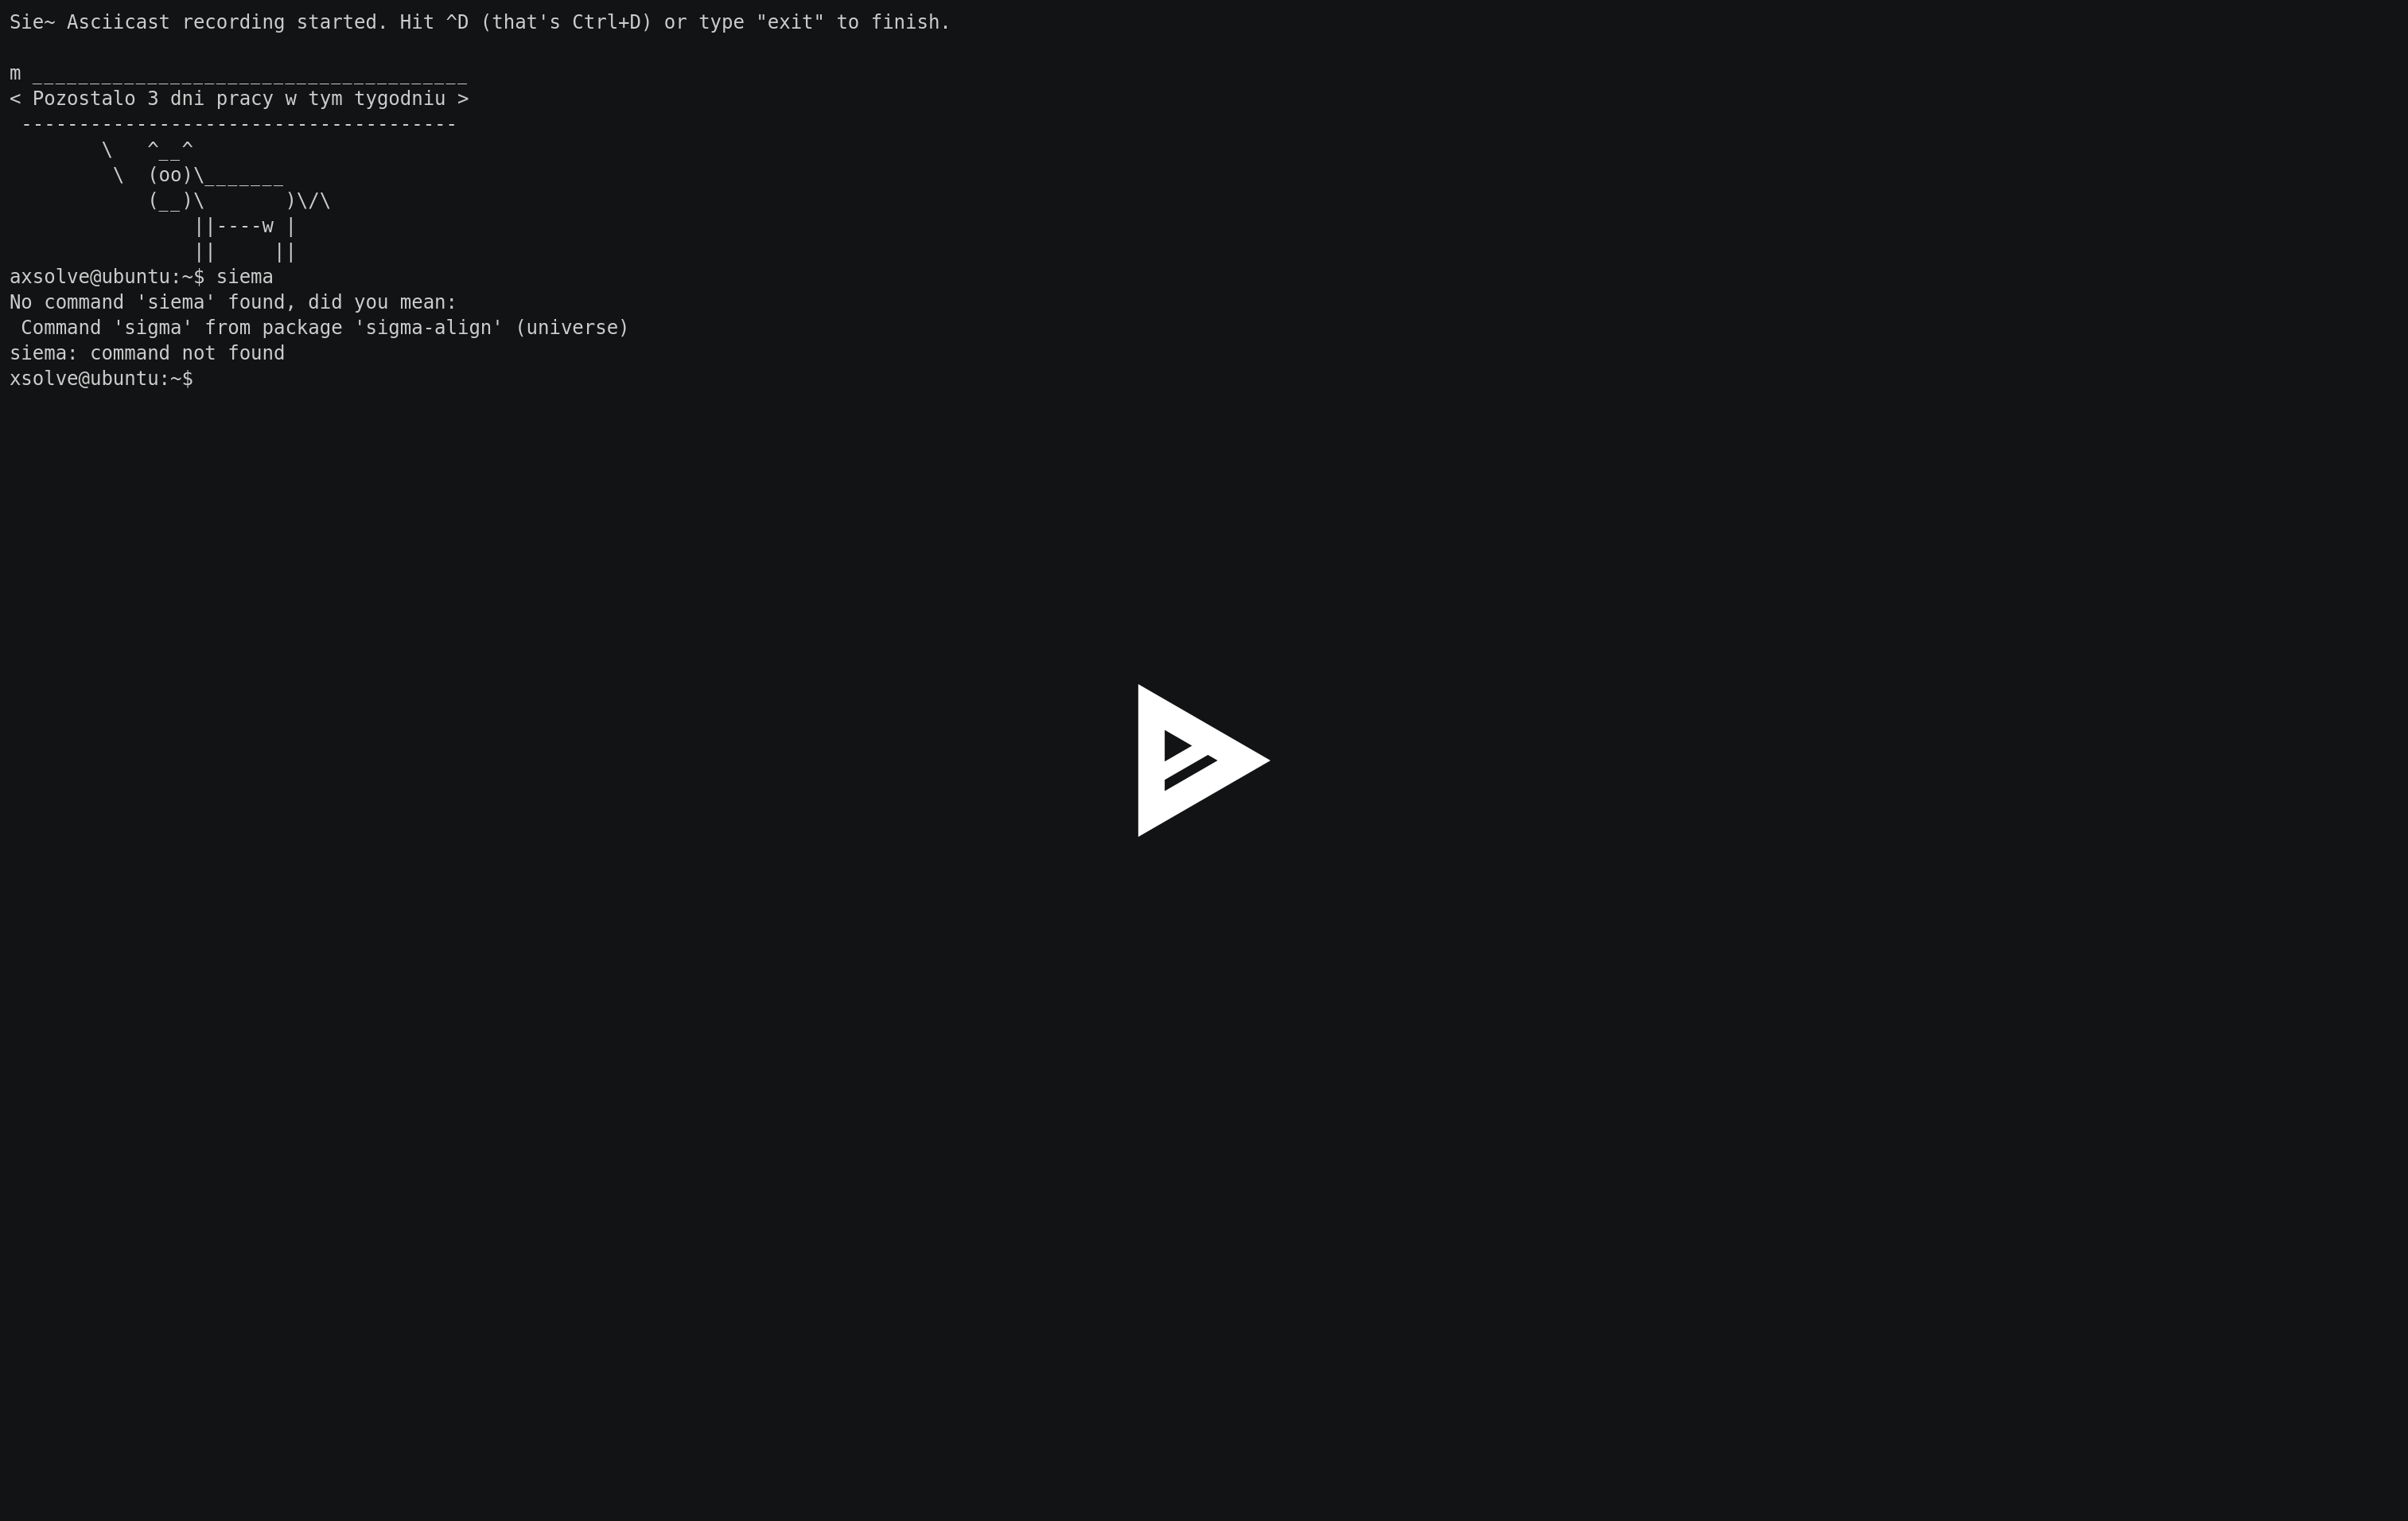 Sie~ Asciicast recording started. Hit ^D (that's Ctrl+D) or type "exit" to finish.

m ______________________________________
< Pozostalo 3 dni pracy w tym tygodniu >
 --------------------------------------
        \   ^__^
         \  (oo)\_______
            (__)\       )\/\
                ||----w |
                ||     ||
axsolve@ubuntu:~$ siema
No command 'siema' found, did you mean:
 Command 'sigma' from package 'sigma-align' (universe)
siema: command not found
xsolve@ubuntu:~$